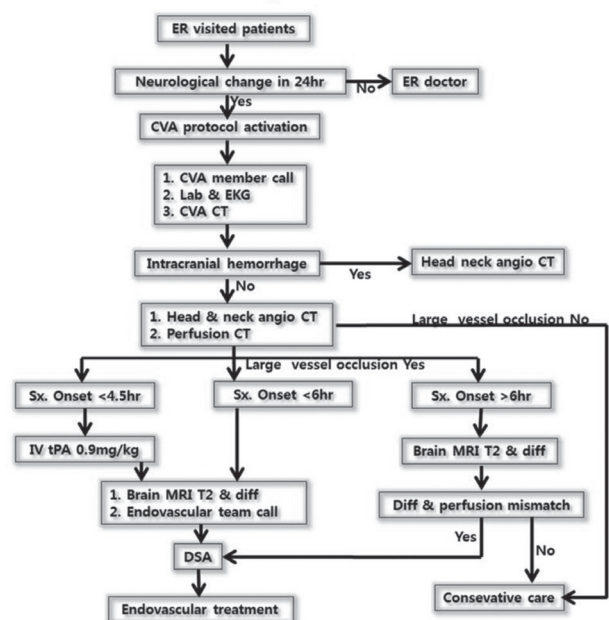 ER visited patients
Neurological change in 24hr
No
ER doctor
Yes
CVA protocol activation
1. CVA member call
2. Lab & EKG
3. CVA CT
Intracranial hemorrhage
Yes
Head neck angio CT
No
1. Head & neck angio CT
2. Perfusion CT
Large vessel occlusion No
Large vessel occlusion Yes
Sx. Onset <4.5hr
Sx. Onset <6hr
Sx. Onset >6hr
IV tPA 0.9mg/kg
Brain MRI T2 & diff
1. Brain MRI T2 & diff
2. Endovascular team call
Diff & perfusion mismatch
Yes
No
DSA
Consevative care
Endovascular treatment